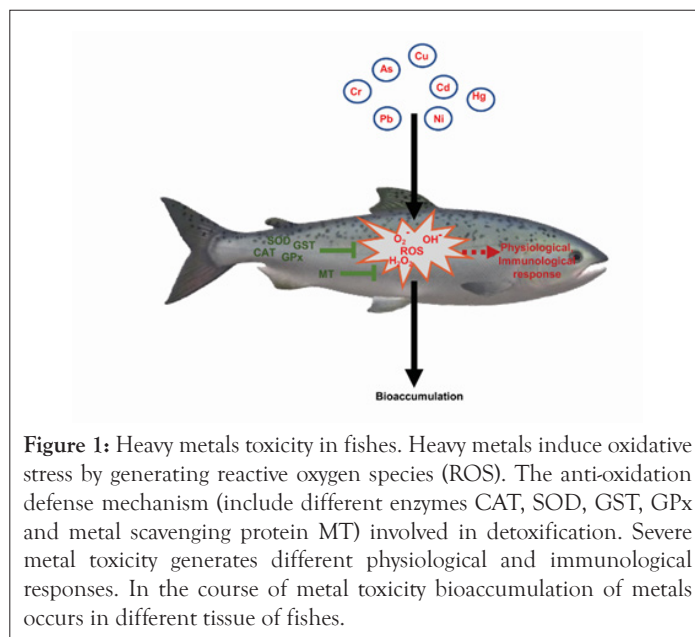 Cu
As
Cr
Cd
Hg
Pb
Ni
SOD GST
CAT GPx
MT
O₂⁻ OH⁻
ROS
H₂O₂
Physiological
Immunological
response
Bioaccumulation
Figure 1: Heavy metals toxicity in fishes. Heavy metals induce oxidative
stress by generating reactive oxygen species (ROS). The anti-oxidation
defense mechanism (include different enzymes CAT, SOD, GST, GPx
and metal scavenging protein MT) involved in detoxification. Severe
metal toxicity generates different physiological and immunological
responses. In the course of metal toxicity bioaccumulation of metals
occurs in different tissue of fishes.